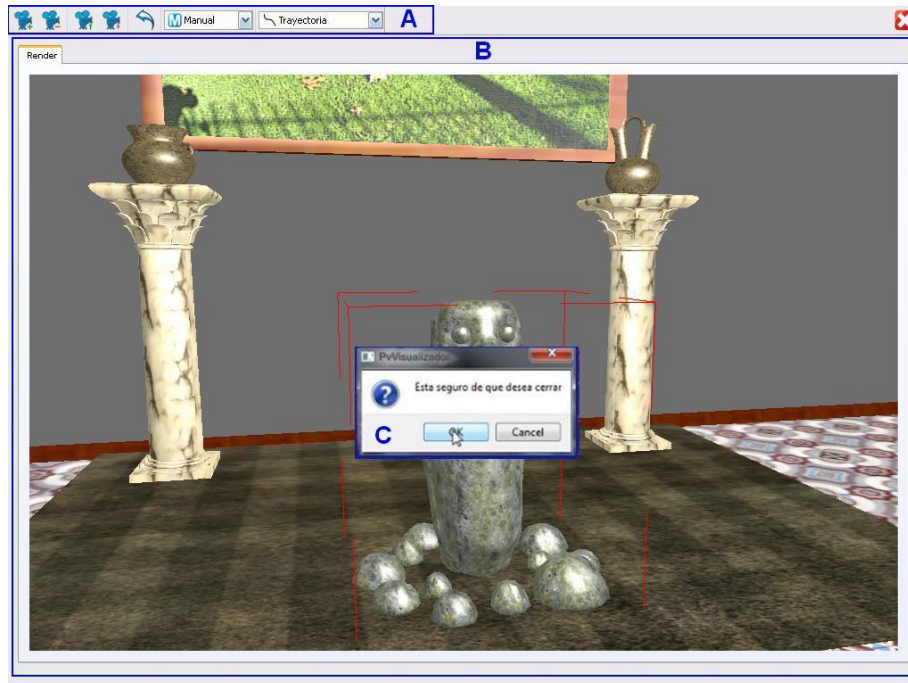 M Manual
Trayectoria
A
Render
B
PvVisualizador
Esta seguro de que desea cerrar
C
OK
Cancel